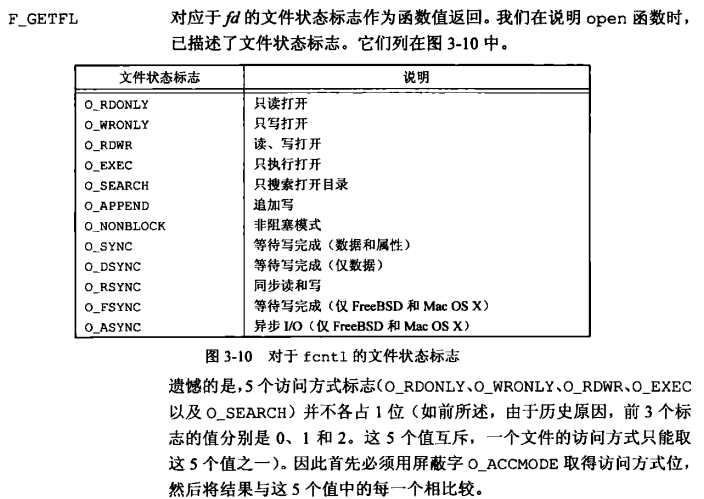 F_GETFL 对应于 fd 的文件状态标志作为函数值返回。我们在说明 open 函数时，
已描述了文件状态标志。它们列在图 3-10 中。
文件状态标志 说明
O_RDONLY 只读打开
O_WRONLY 只写打开
O_RDWR 读、写打开
O_EXEC 只执行打开
O_SEARCH 只搜索打开目录
O_APPEND 追加写
O_NONBLOCK 非阻塞模式
O_SYNC 等待写完成（数据和属性）
O_DSYNC 等待写完成（仅数据）
O_RSYNC 同步读和写
O_FSYNC 等待写完成（仅 FreeBSD 和 Mac OS X）
O_ASYNC 异步 I/O（仅 FreeBSD 和 Mac OS X）
图 3-10 对于 fcntl 的文件状态标志
遗憾的是，5 个访问方式标志（O_RDONLY、O_WRONLY、O_RDWR、O_EXEC
以及 O_SEARCH）并不各占 1 位（如前所述，由于历史原因，前 3 个标
志的值分别是 0、1 和 2。这 5 个值互斥，一个文件的访问方式只能取
这 5 个值之一）。因此首先必须用屏蔽字 O_ACCMODE 取得访问方式位，
然后将结果与这 5 个值中的每一个相比较。